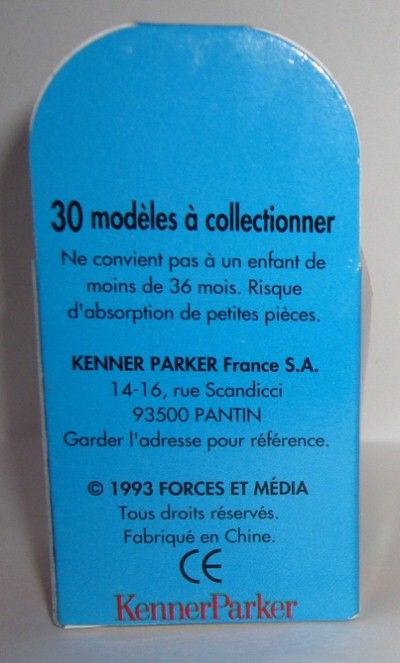 30 modèles à collectionner
Ne convient pas à un enfant de
moins de 36 mois. Risque
d'absorption de petites pièces.
KENNER PARKER France S.A.
14-16, rue Scandicci
93500 PANTIN
Garder l'adresse pour référence.
© 1993 FORCES ET MÉDIA
Tous droits réservés.
Fabriqué en Chine.
CE
KennerParker